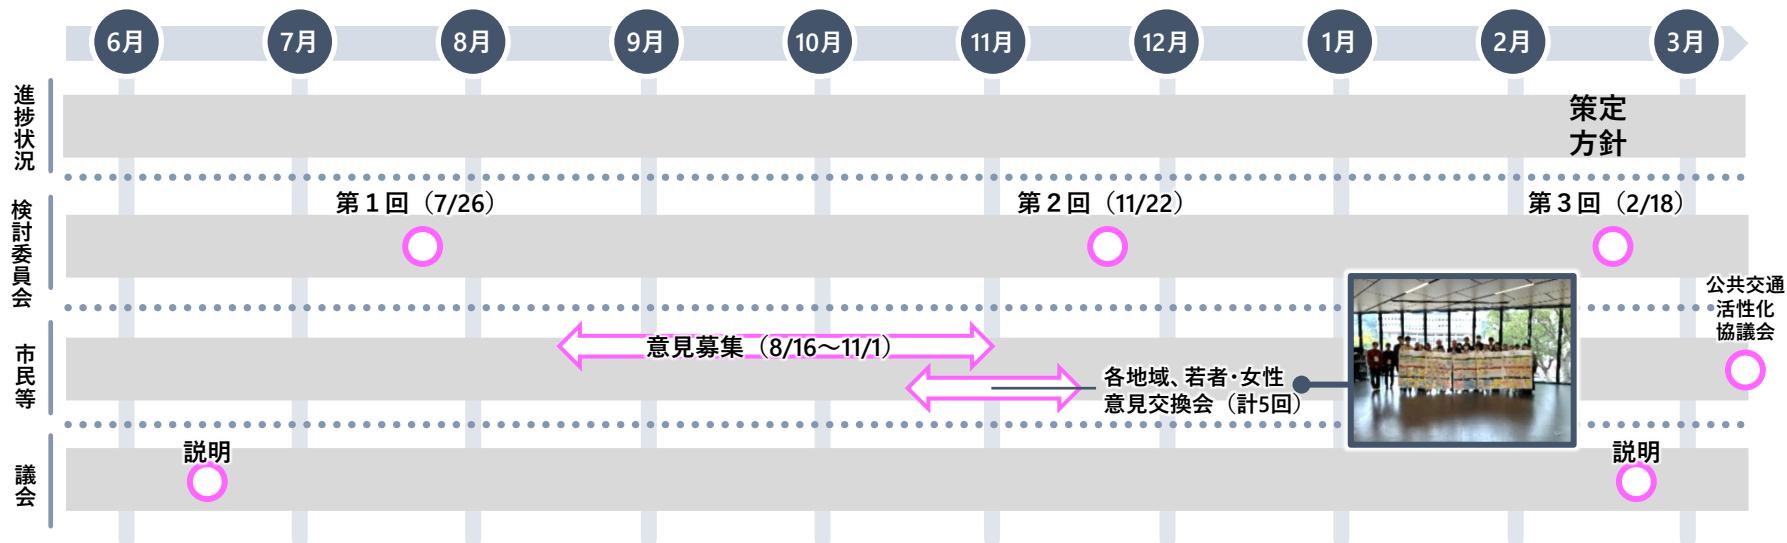 6月
7月
8月
9月
10月
11月
12月
1月
2月
3月
進捗状況
策定
方針
検討委員会
第1回（7/26）
第2回（11/22）
第3回（2/18）
公共交通
活性化
協議会
市民等
意見募集（8/16～11/1）
各地域、若者・女性
意見交換会（計5回）
議会
説明
説明